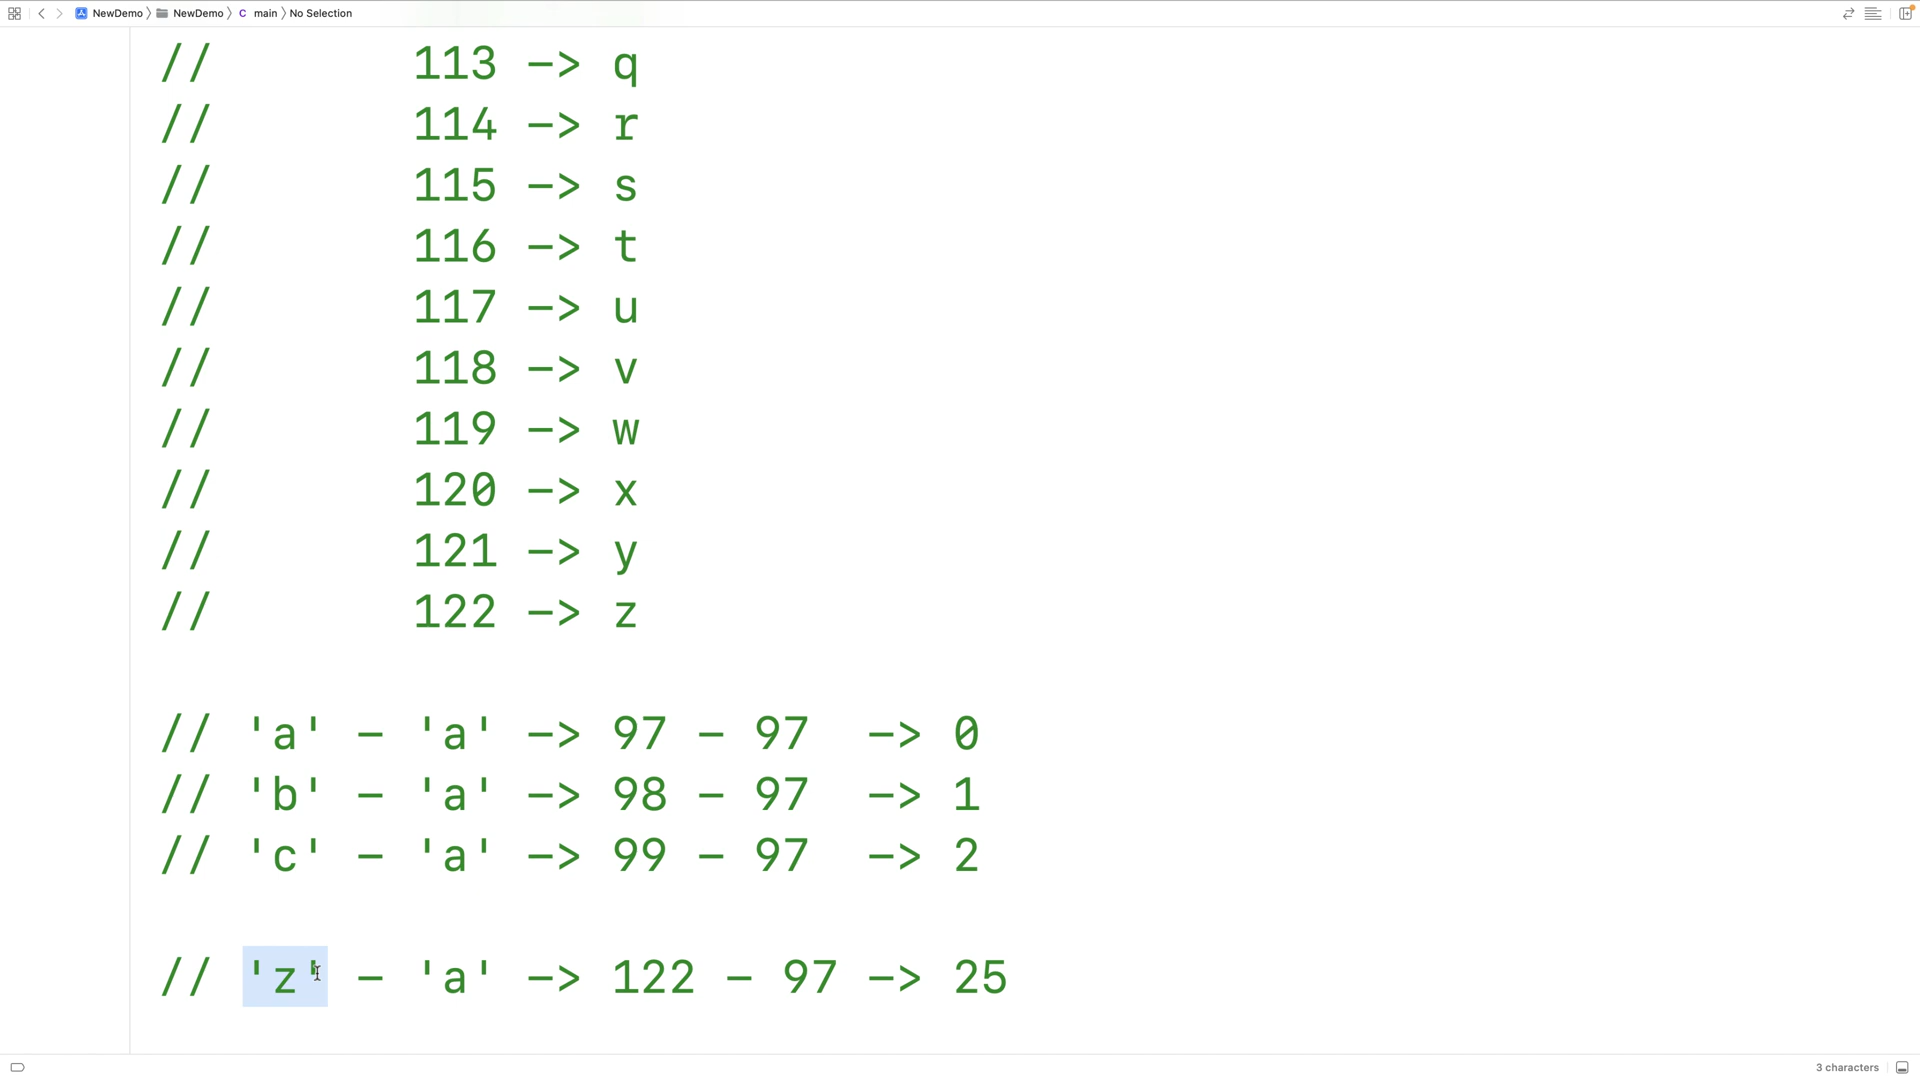 NewDemo 〉 NewDemo 〉 C main 〉 No Selection
// 113 -> q
// 114 -> r
// 115 -> s
// 116 -> t
// 117 -> u
// 118 -> v
// 119 -> w
// 120 -> x
// 121 -> y
// 122 -> z
// 'a' - 'a' -> 97 - 97 -> 0
// 'b' - 'a' -> 98 - 97 -> 1
// 'c' - 'a' -> 99 - 97 -> 2
// 'z' - 'a' -> 122 - 97 -> 25
3 characters